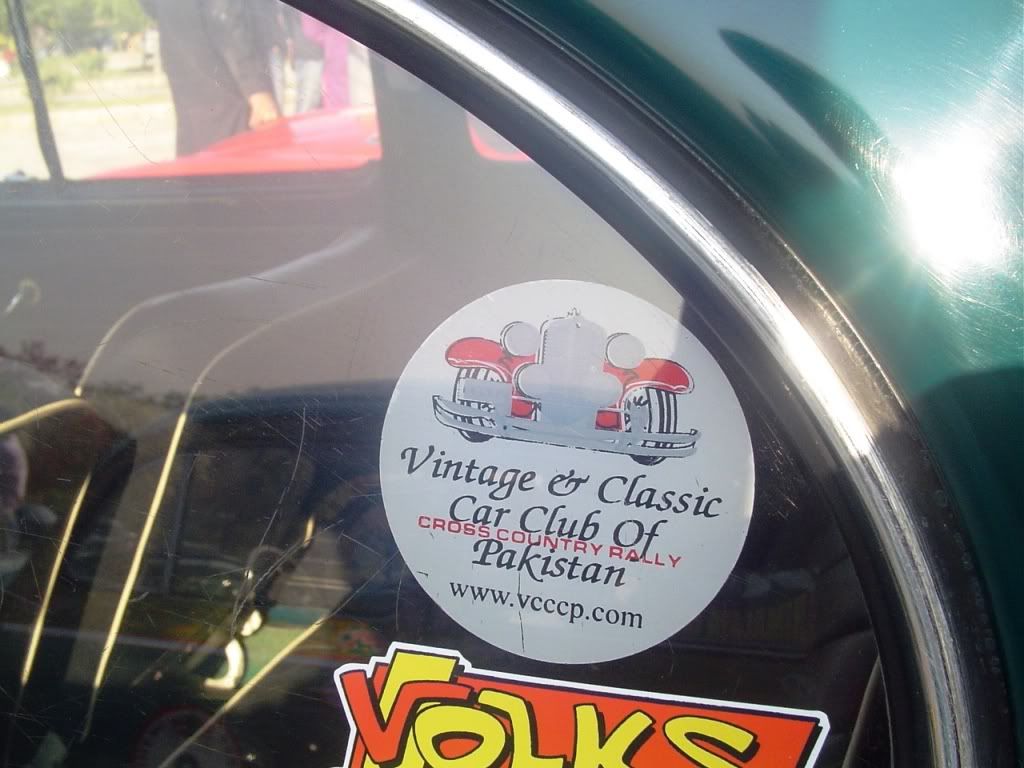 Vintage & Classic
Car Club Of
CROSS COUNTRY RALLY
Pakistan
www.vcccp.com
VOLKS